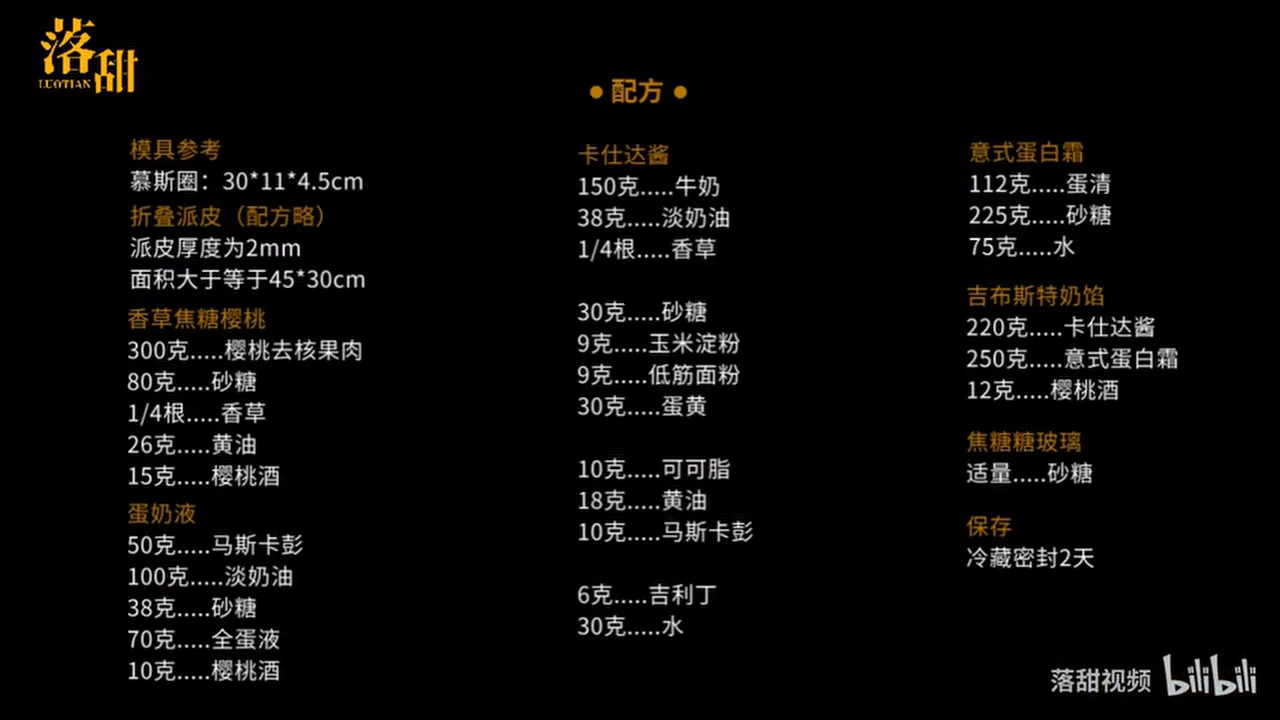 落甜
LUOTIAN
● 配方 ●
模具参考
慕斯圈：30*11*4.5cm
折叠派皮（配方略）
派皮厚度为2mm
面积大于等于45*30cm
香草焦糖樱桃
300克.....樱桃去核果肉
80克.....砂糖
1/4根.....香草
26克.....黄油
15克.....樱桃酒
蛋奶液
50克.....马斯卡彭
100克.....淡奶油
38克.....砂糖
70克.....全蛋液
10克.....樱桃酒
卡仕达酱
150克.....牛奶
38克.....淡奶油
1/4根.....香草
30克.....砂糖
9克.....玉米淀粉
9克.....低筋面粉
30克.....蛋黄
10克.....可可脂
18克.....黄油
10克.....马斯卡彭
6克.....吉利丁
30克.....水
意式蛋白霜
112克.....蛋清
225克.....砂糖
75克.....水
吉布斯特奶馅
220克.....卡仕达酱
250克.....意式蛋白霜
12克.....樱桃酒
焦糖糖玻璃
适量.....砂糖
保存
冷藏密封2天
落甜视频 bilibili